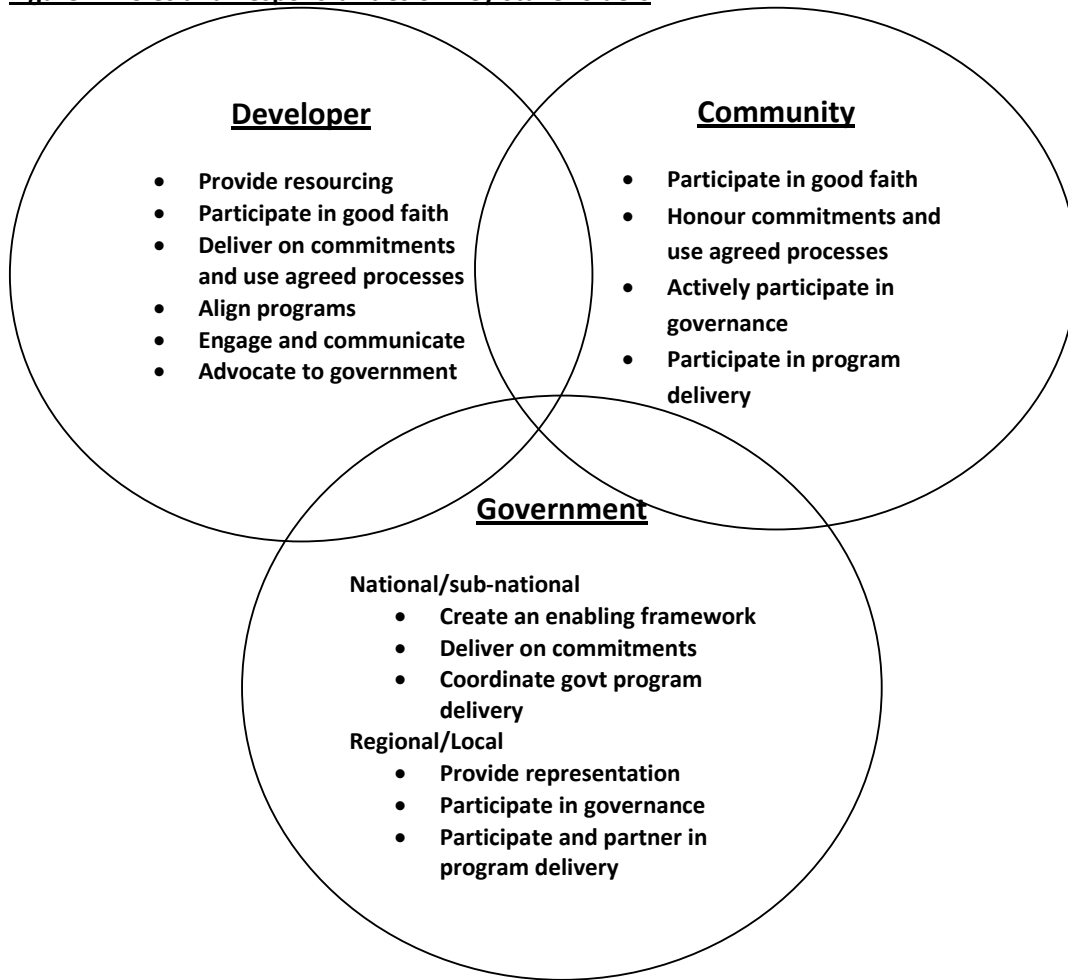 Developer
• Provide resourcing
• Participate in good faith
• Deliver on commitments
and use agreed processes
• Align programs
• Engage and communicate
• Advocate to government
Community
• Participate in good faith
• Honour commitments and
use agreed processes
• Actively participate in
governance
• Participate in program
delivery
Government
National/sub-national
• Create an enabling framework
• Deliver on commitments
• Coordinate govt program
delivery
Regional/Local
• Provide representation
• Participate in governance
• Participate and partner in
program delivery